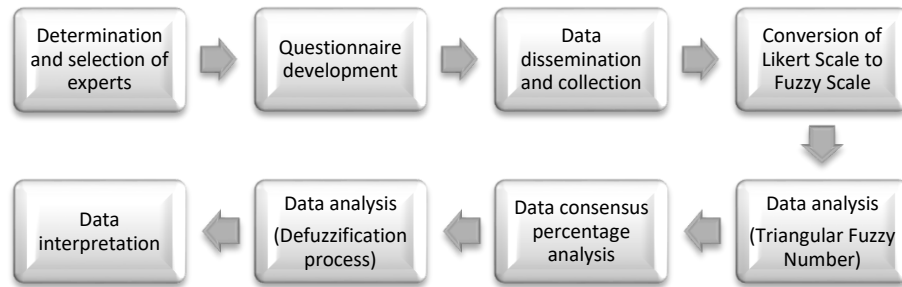 Determination
and selection of
experts
Questionnaire
development
Data
dissemination
and collection
Conversion of
Likert Scale to
Fuzzy Scale
Data analysis
(Triangular Fuzzy
Number)
Data consensus
percentage
analysis
Data analysis
(Defuzzification
process)
Data
interpretation